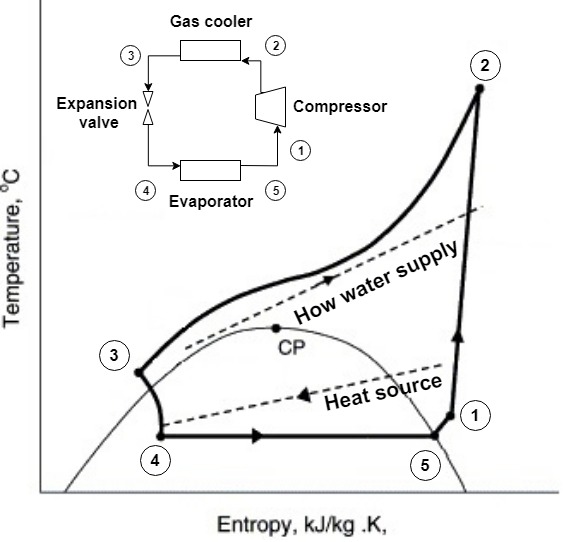 Gas cooler
3
2
Expansion
valve
Compressor
1
4
Evaporator
5
2
Temperature, °C
How water supply
CP
3
Heat source
1
4
5
Entropy, kJ/kg .K,